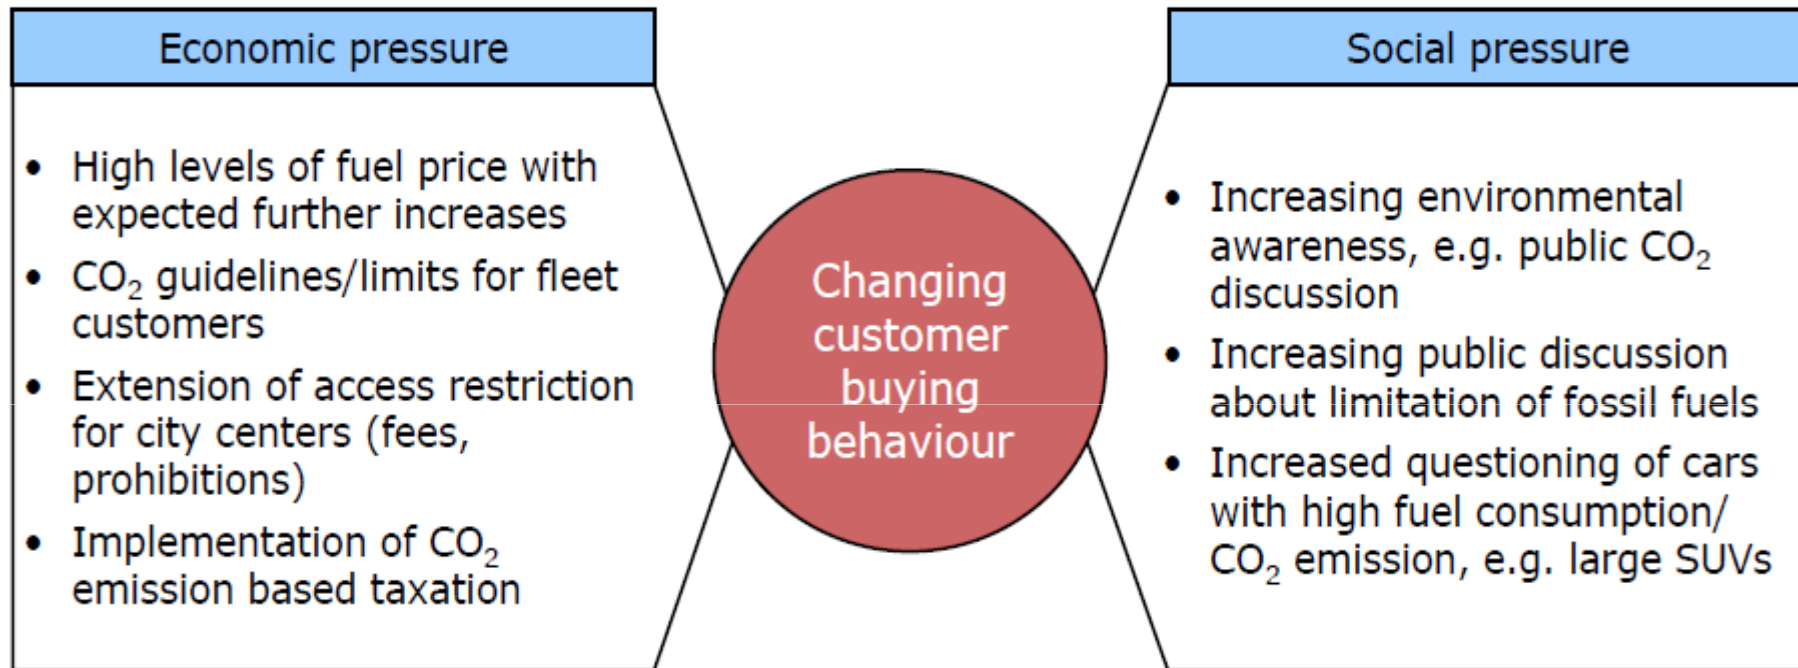 Economic pressure
• High levels of fuel price with
expected further increases
• CO₂ guidelines/limits for fleet
customers
• Extension of access restriction
for city centers (fees,
prohibitions)
• Implementation of CO₂
emission based taxation
Changing
customer
buying
behaviour
Social pressure
• Increasing environmental
awareness, e.g. public CO₂
discussion
• Increasing public discussion
about limitation of fossil fuels
• Increased questioning of cars
with high fuel consumption/
CO₂ emission, e.g. large SUVs